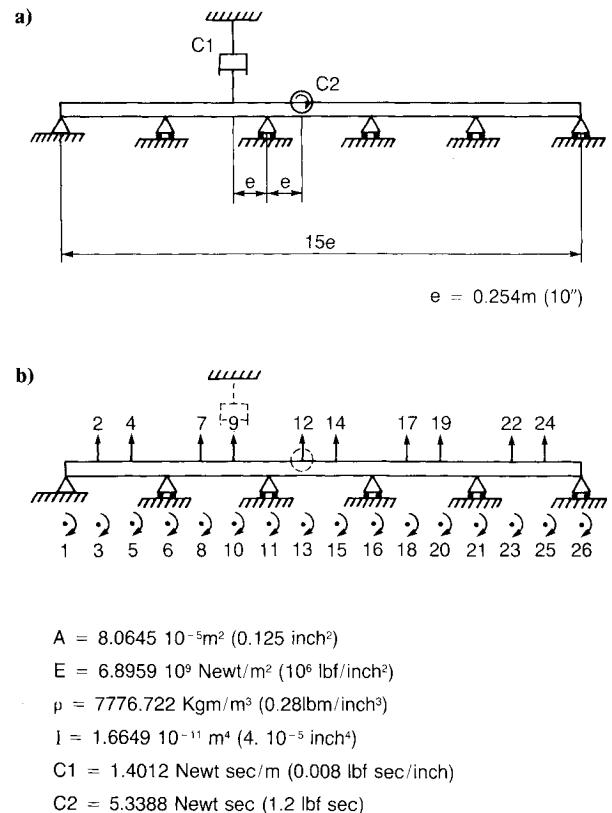 a)
C1
C2
e e
15e
e = 0.254m (10″)
b)
2 4 7 9 12 14 17 19 22 24
1 3 5 6 8 10 11 13 15 16 18 20 21 23 25 26
A = 8.0645 10⁻⁵m² (0.125 inch²)
E = 6.8959 10⁹ Newt/m² (10⁶ lbf/inch²)
ρ = 7776.722 Kgm/m³ (0.28lbm/inch³)
I = 1.6649 10⁻¹¹ m⁴ (4. 10⁻⁵ inch⁴)
C1 = 1.4012 Newt sec/m (0.008 lbf sec/inch)
C2 = 5.3388 Newt sec (1.2 lbf sec)